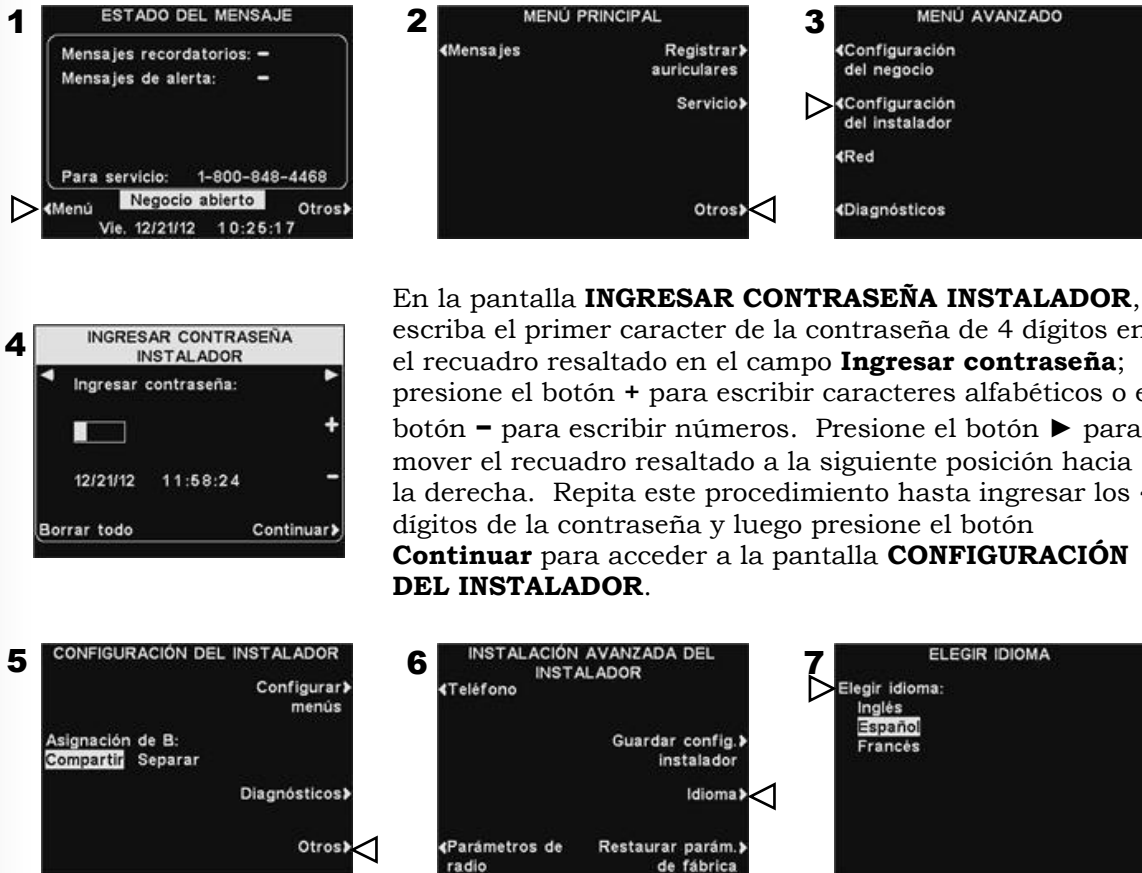 1
ESTADO DEL MENSAJE
Mensajes recordatorios: –
Mensajes de alerta: –
Para servicio: 1-800-848-4468
Negocio abierto
Menú Otros
Vie. 12/21/12 10:25:17
2
MENÚ PRINCIPAL
Mensajes Registrar
auriculares
Servicio
Otros
3
MENÚ AVANZADO
Configuración
del negocio
Configuración
del instalador
Red
Diagnósticos
4
INGRESAR CONTRASEÑA
INSTALADOR
Ingresar contraseña:
+
12/21/12 11:58:24 –
Borrar todo Continuar
En la pantalla INGRESAR CONTRASEÑA INSTALADOR,
escriba el primer caracter de la contraseña de 4 dígitos en
el recuadro resaltado en el campo Ingresar contraseña;
presione el botón + para escribir caracteres alfabéticos o
botón – para escribir números. Presione el botón ► para
mover el recuadro resaltado a la siguiente posición hacia
la derecha. Repita este procedimiento hasta ingresar los
dígitos de la contraseña y luego presione el botón
Continuar para acceder a la pantalla CONFIGURACIÓN
DEL INSTALADOR.
5
CONFIGURACIÓN DEL INSTALADOR
Configurar
menús
Asignación de B:
Compartir Separar
Diagnósticos
Otros
6
INSTALACIÓN AVANZADA DEL
INSTALADOR
Teléfono
Guardar config.
instalador
Idioma
Parámetros de Restaurar parám.
radio de fábrica
7
ELEGIR IDIOMA
Elegir idioma:
Inglés
Español
Francés